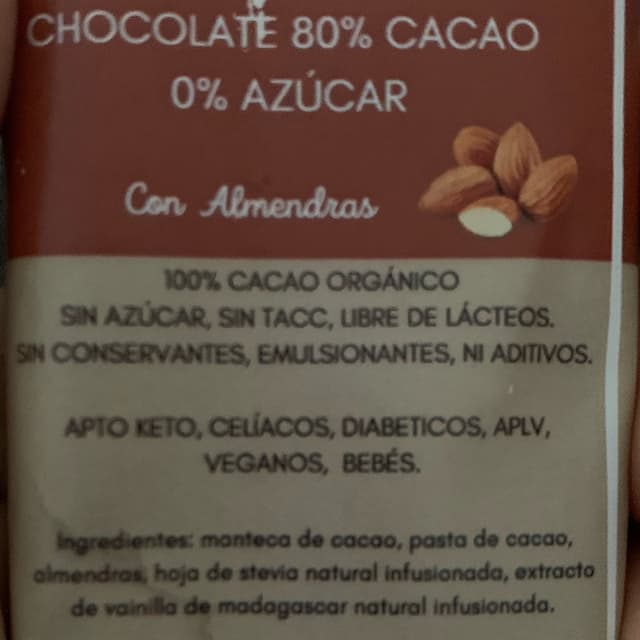 CHOCOLATE 80% CACAO
0% AZÚCAR
Con Almendras
100% CACAO ORGÁNICO
SIN AZÚCAR, SIN TACC, LIBRE DE LÁCTEOS.
SIN CONSERVANTES, EMULSIONANTES, NI ADITIVOS.
APTO KETO, CELÍACOS, DIABETICOS, APLV,
VEGANOS, BEBÉS.
Ingredientes: manteca de cacao, pasta de cacao,
almendras, hoja de stevia natural infusionada, extracto
de vainilla de madagascar natural infusionada.